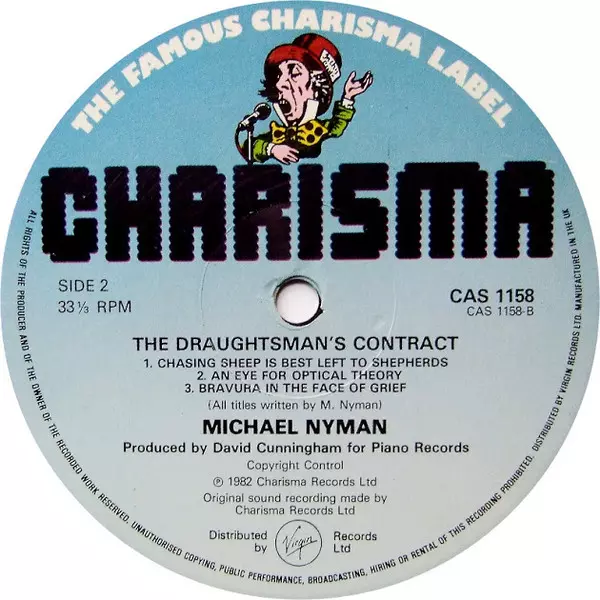 THE FAMOUS CHARISMA LABEL
CHARISMA
SIDE 2
33 ⅓ RPM
CAS 1158
CAS 1158-B
THE DRAUGHTSMAN'S CONTRACT
1. CHASING SHEEP IS BEST LEFT TO SHEPHERDS
2. AN EYE FOR OPTICAL THEORY
3. BRAVURA IN THE FACE OF GRIEF
(All titles written by M. Nyman)
MICHAEL NYMAN
Produced by David Cunningham for Piano Records
Copyright Control
℗ 1982 Charisma Records Ltd
Original sound recording made by
Charisma Records Ltd
Distributed by Virgin Records Ltd
ALL RIGHTS OF THE PRODUCER AND OF THE OWNER OF THE RECORDED WORK RESERVED. UNAUTHORISED COPYING, PUBLIC PERFORMANCE, BROADCASTING, HIRING OR RENTAL OF THIS RECORDING PROHIBITED. DISTRIBUTED BY VIRGIN RECORDS LTD. MANUFACTURED IN THE UK